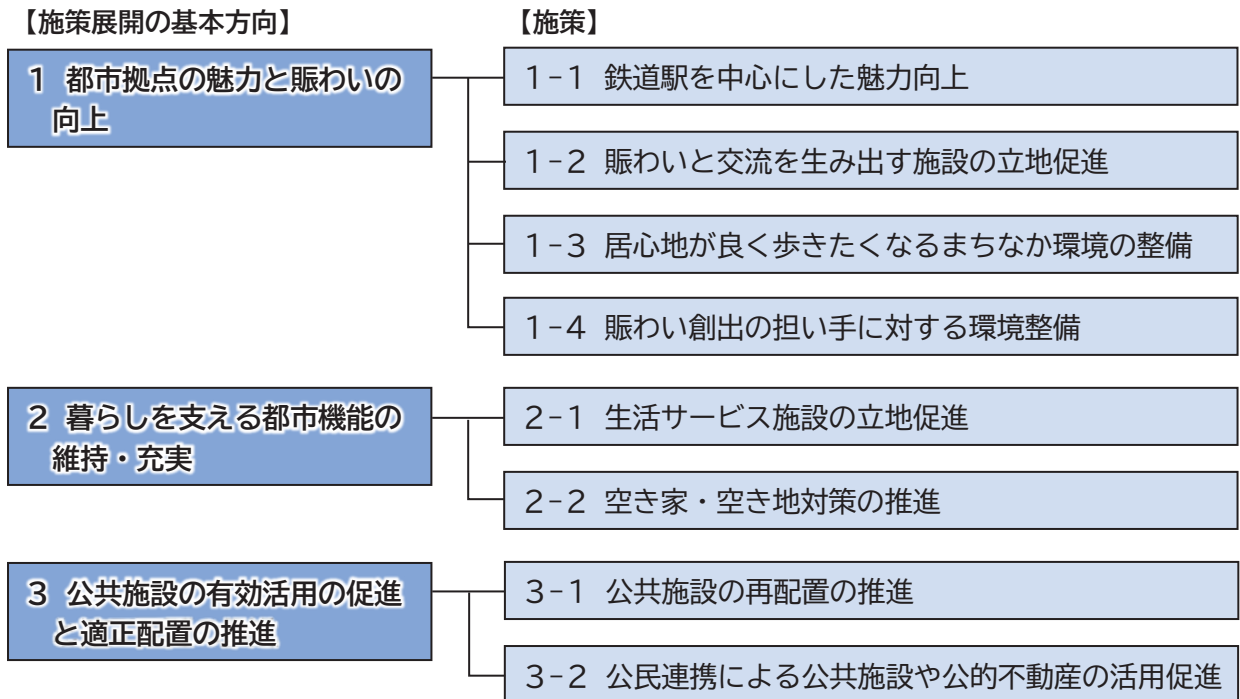 【施策展開の基本方向】
【施策】
1 都市拠点の魅力と賑わいの
向上
1-1 鉄道駅を中心にした魅力向上
1-2 賑わいと交流を生み出す施設の立地促進
1-3 居心地が良く歩きたくなるまちなか環境の整備
1-4 賑わい創出の担い手に対する環境整備
2 暮らしを支える都市機能の
維持・充実
2-1 生活サービス施設の立地促進
2-2 空き家・空き地対策の推進
3 公共施設の有効活用の促進
と適正配置の推進
3-1 公共施設の再配置の推進
3-2 公民連携による公共施設や公的不動産の活用促進